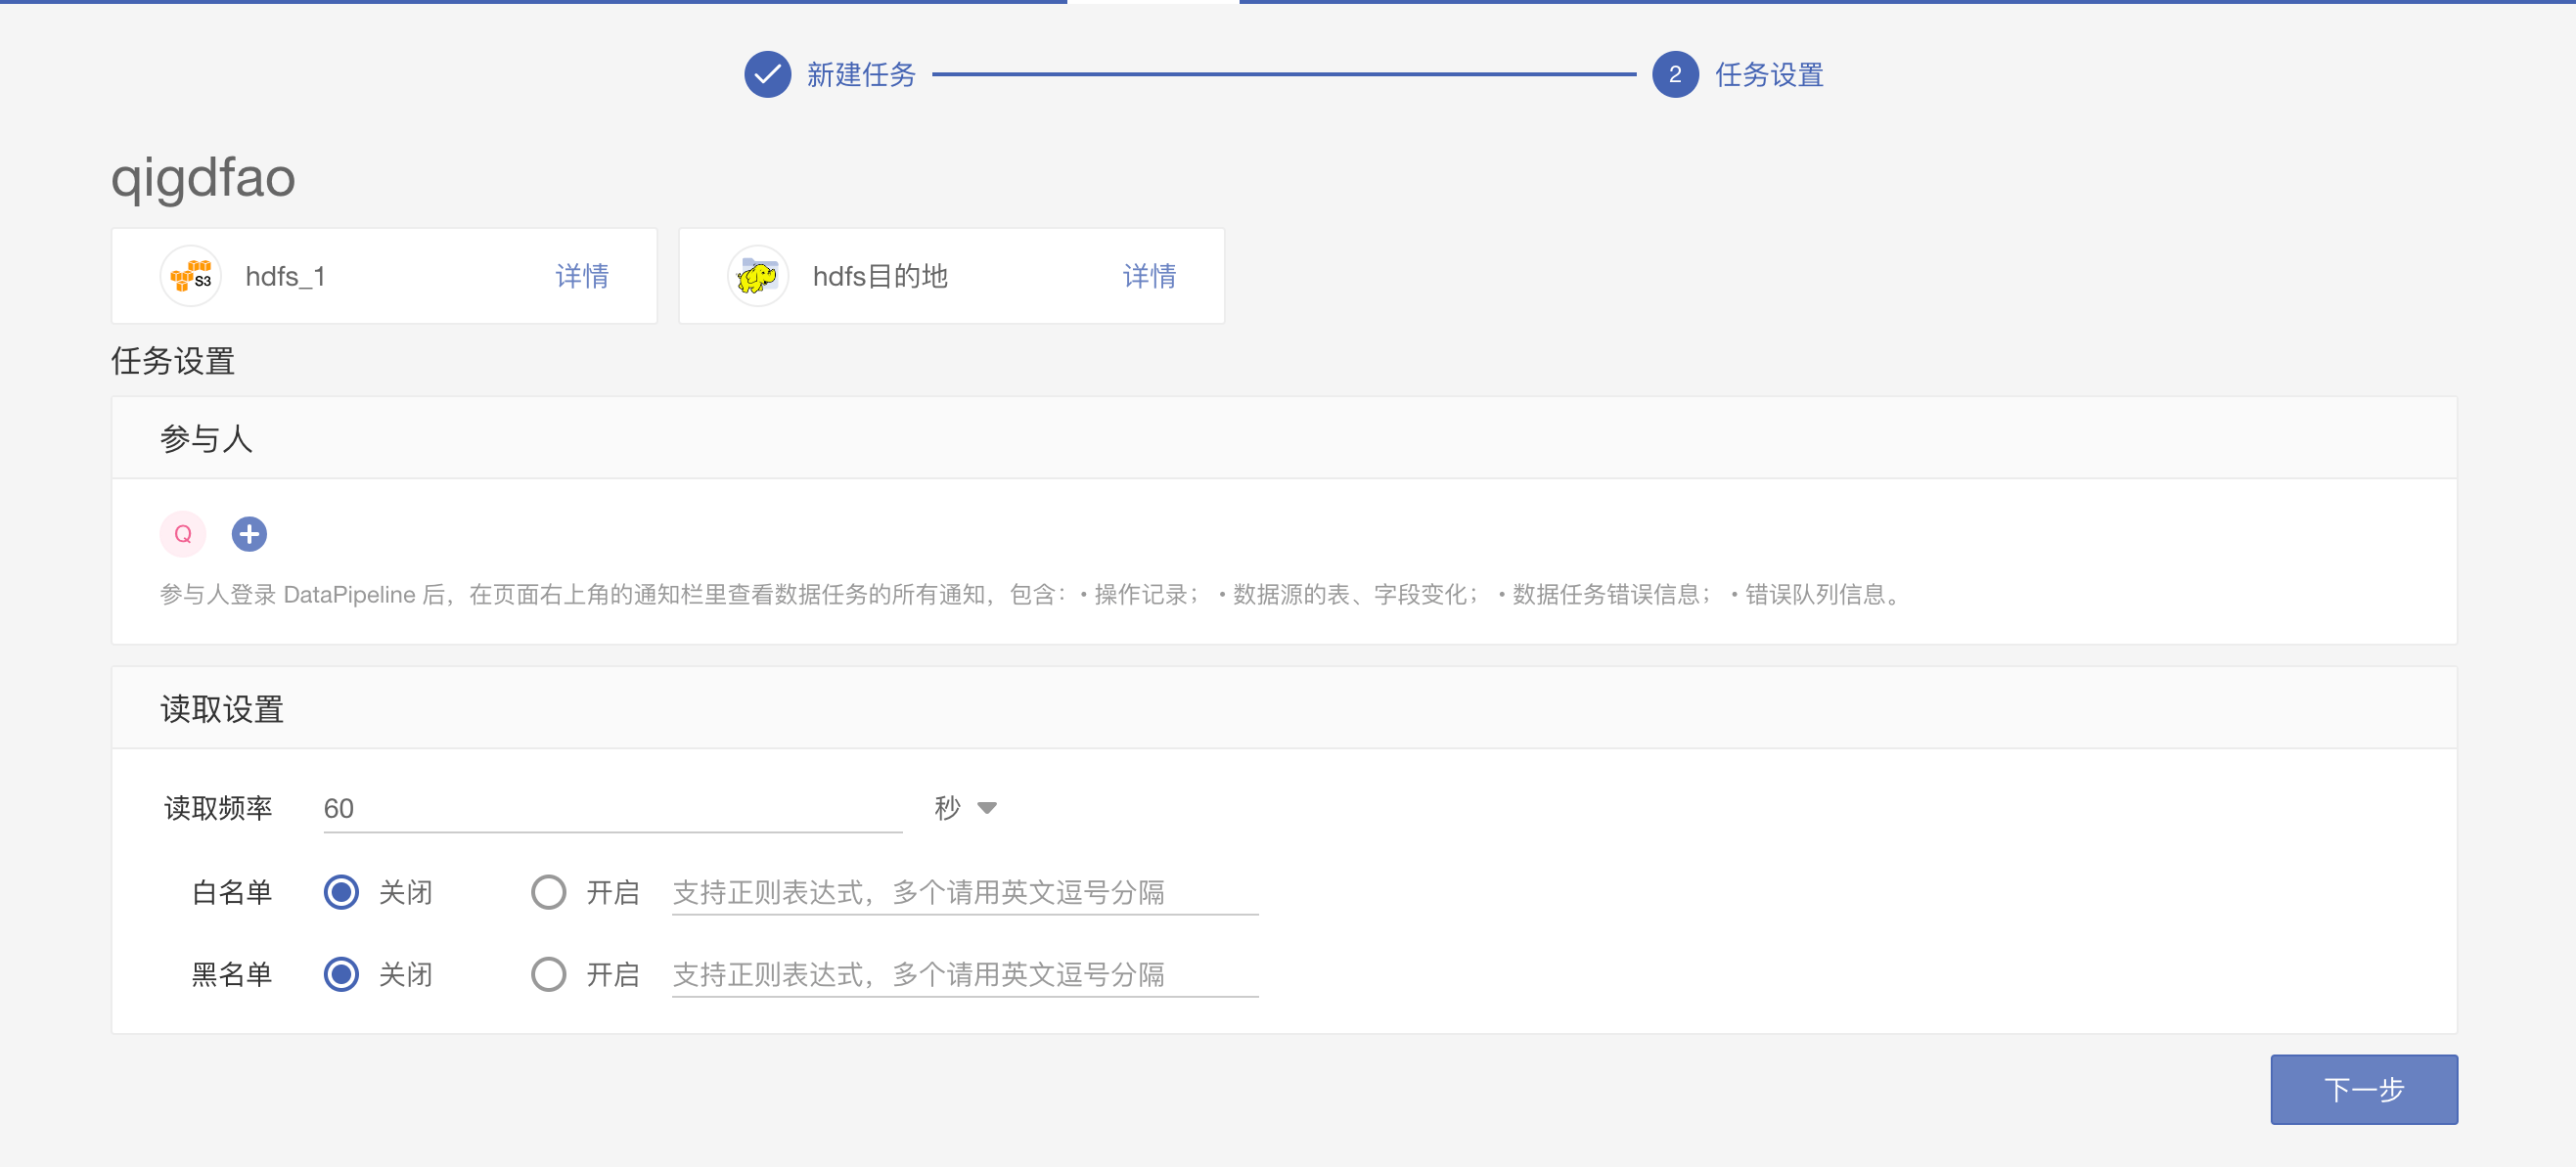 新建任务 2 任务设置
qigdfao
S3 hdfs_1 详情 hdfs目的地 详情
任务设置
参与人
Q
参与人登录 DataPipeline 后，在页面右上角的通知栏里查看数据任务的所有通知，包含：• 操作记录； • 数据源的表、字段变化； • 数据任务错误信息； • 错误队列信息。
读取设置
读取频率 60 秒
白名单 关闭 开启 支持正则表达式，多个请用英文逗号分隔
黑名单 关闭 开启 支持正则表达式，多个请用英文逗号分隔
下一步